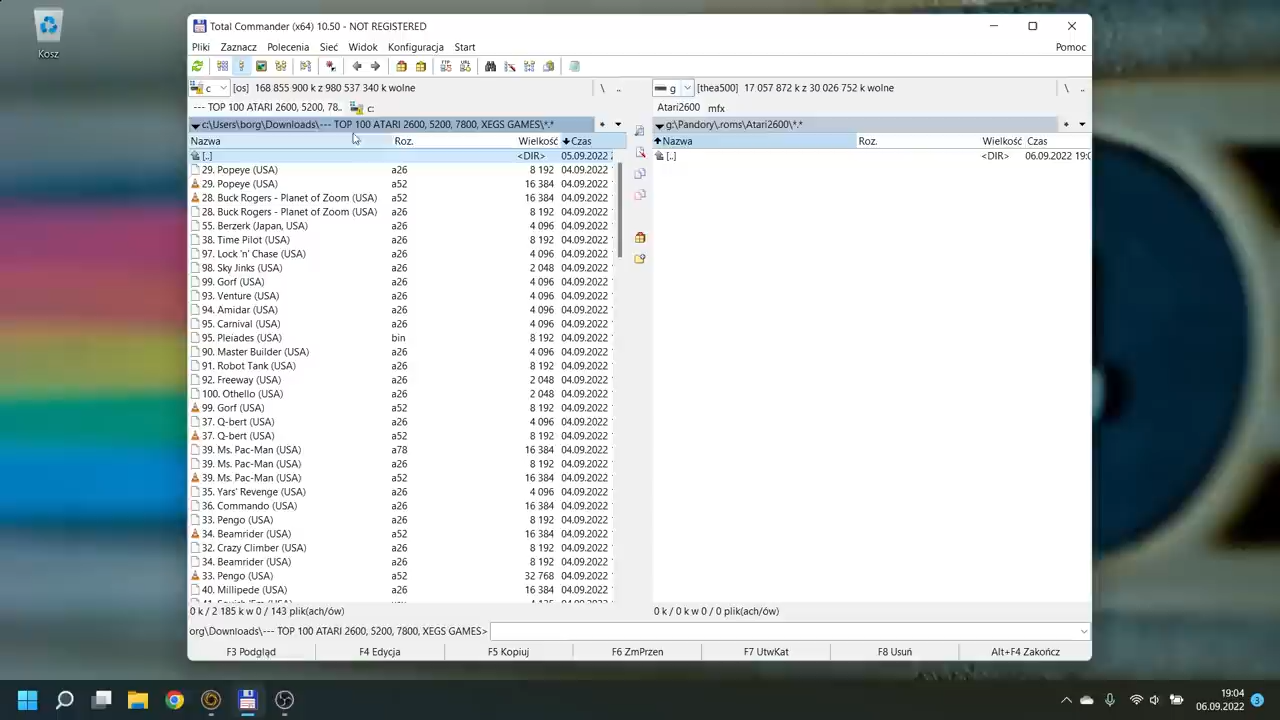 Kosz
Total Commander (x64) 10.50 - NOT REGISTERED
Pliki Zaznacz Polecenia Sieć Widok Konfiguracja Start Pomoc
c [os] 168 855 900 k z 980 537 340 k wolne \ ..
g [thea500] 17 057 872 k z 30 026 752 k wolne \ ..
--- TOP 100 ATARI 2600, 5200, 78.. c:
Atari2600 mfx
c:\Users\borg\Downloads\--- TOP 100 ATARI 2600, 5200, 7800, XEGS GAMES\*.* *
g:\Pandory\.roms\Atari2600\*.* *
Nazwa Roz. Wielkość Czas
Nazwa Roz. Wielkość Czas
[..] <DIR> 05.09.2022
[..] <DIR> 06.09.2022 19:0
29. Popeye (USA) a26 8 192 04.09.2022
29. Popeye (USA) a52 16 384 04.09.2022
28. Buck Rogers - Planet of Zoom (USA) a52 16 384 04.09.2022
28. Buck Rogers - Planet of Zoom (USA) a26 8 192 04.09.2022
55. Berzerk (Japan, USA) a26 4 096 04.09.2022
38. Time Pilot (USA) a26 8 192 04.09.2022
97. Lock 'n' Chase (USA) a26 4 096 04.09.2022
98. Sky Jinks (USA) a26 2 048 04.09.2022
99. Gorf (USA) a26 4 096 04.09.2022
93. Venture (USA) a26 4 096 04.09.2022
94. Amidar (USA) a26 4 096 04.09.2022
95. Carnival (USA) a26 4 096 04.09.2022
95. Pleiades (USA) bin 4 096 04.09.2022
90. Master Builder (USA) a26 4 096 04.09.2022
91. Robot Tank (USA) a26 8 192 04.09.2022
92. Freeway (USA) a26 2 048 04.09.2022
100. Othello (USA) a26 2 048 04.09.2022
99. Gorf (USA) a52 8 192 04.09.2022
37. Q-bert (USA) a26 4 096 04.09.2022
37. Q-bert (USA) a52 8 192 04.09.2022
39. Ms. Pac-Man (USA) a78 16 384 04.09.2022
39. Ms. Pac-Man (USA) a26 8 192 04.09.2022
39. Ms. Pac-Man (USA) a52 16 384 04.09.2022
35. Yars' Revenge (USA) a26 4 096 04.09.2022
36. Commando (USA) a26 16 384 04.09.2022
33. Pengo (USA) a26 8 192 04.09.2022
34. Beamrider (USA) a52 16 384 04.09.2022
32. Crazy Climber (USA) a26 8 192 04.09.2022
34. Beamrider (USA) a26 8 192 04.09.2022
33. Pengo (USA) a52 32 768 04.09.2022
40. Millipede (USA) a26 16 384 04.09.2022
0 k / 2 185 k w 0 / 143 plik(ach/ów)
0 k / 0 k w 0 / 0 plik(ach/ów)
org\Downloads\--- TOP 100 ATARI 2600, 5200, 7800, XEGS GAMES>
F3 Podgląd F4 Edycja F5 Kopiuj F6 ZmPrzen F7 UtwKat F8 Usuń Alt+F4 Zakończ
19:04
06.09.2022
3